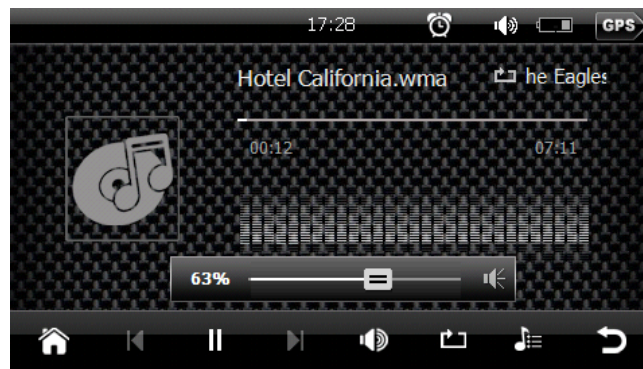 17:28
GPS
Hotel California.wma
he Eagles
00:12
07:11
63%